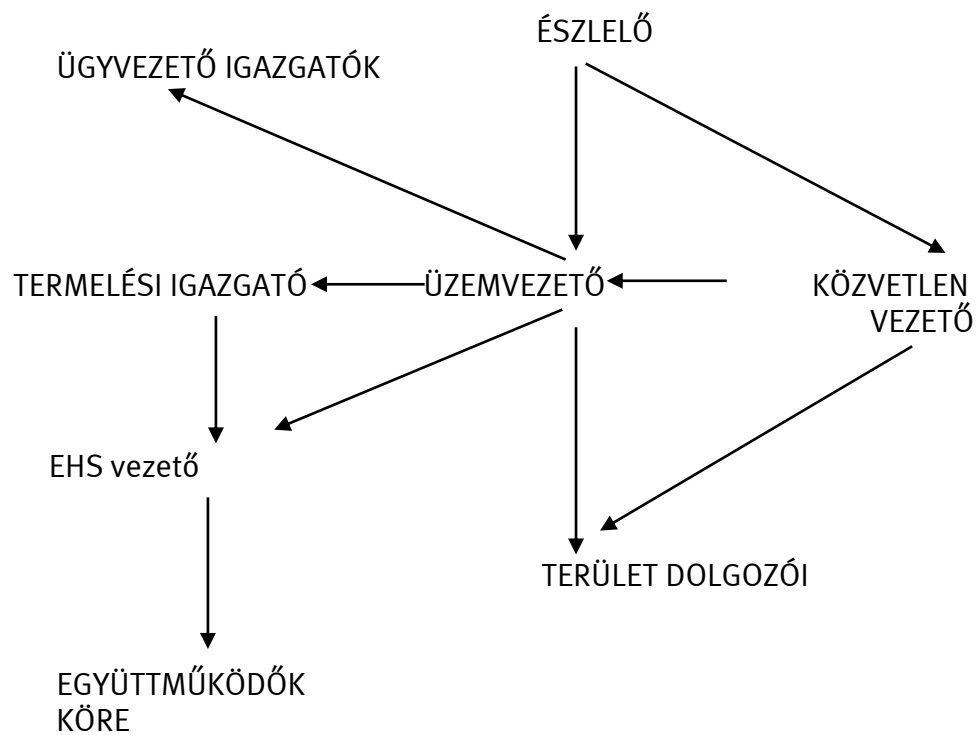 ÉSZLELŐ
ÜGYVEZETŐ IGAZGATÓK
TERMELÉSI IGAZGATÓ
ÜZEMVEZETŐ
KÖZVETLEN
VEZETŐ
EHS vezető
TERÜLET DOLGOZÓI
EGYÜTTMŰKÖDŐK
KÖRE